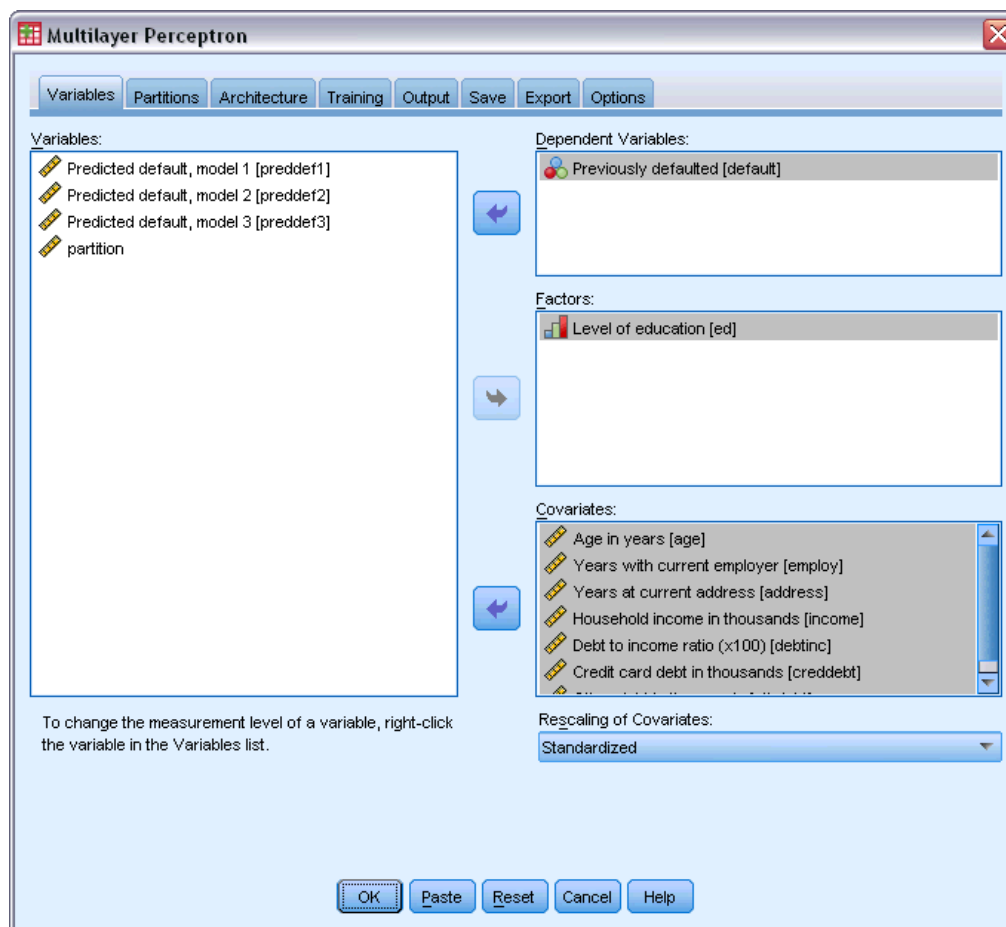 Multilayer Perceptron
Variables Partitions Architecture Training Output Save Export Options
Variables:
Predicted default, model 1 [preddef1]
Predicted default, model 2 [preddef2]
Predicted default, model 3 [preddef3]
partition
To change the measurement level of a variable, right-click
the variable in the Variables list.
Dependent Variables:
Previously defaulted [default]
Factors:
Level of education [ed]
Covariates:
Age in years [age]
Years with current employer [employ]
Years at current address [address]
Household income in thousands [income]
Debt to income ratio (x100) [debtinc]
Credit card debt in thousands [creddebt]
Rescaling of Covariates:
Standardized
OK Paste Reset Cancel Help